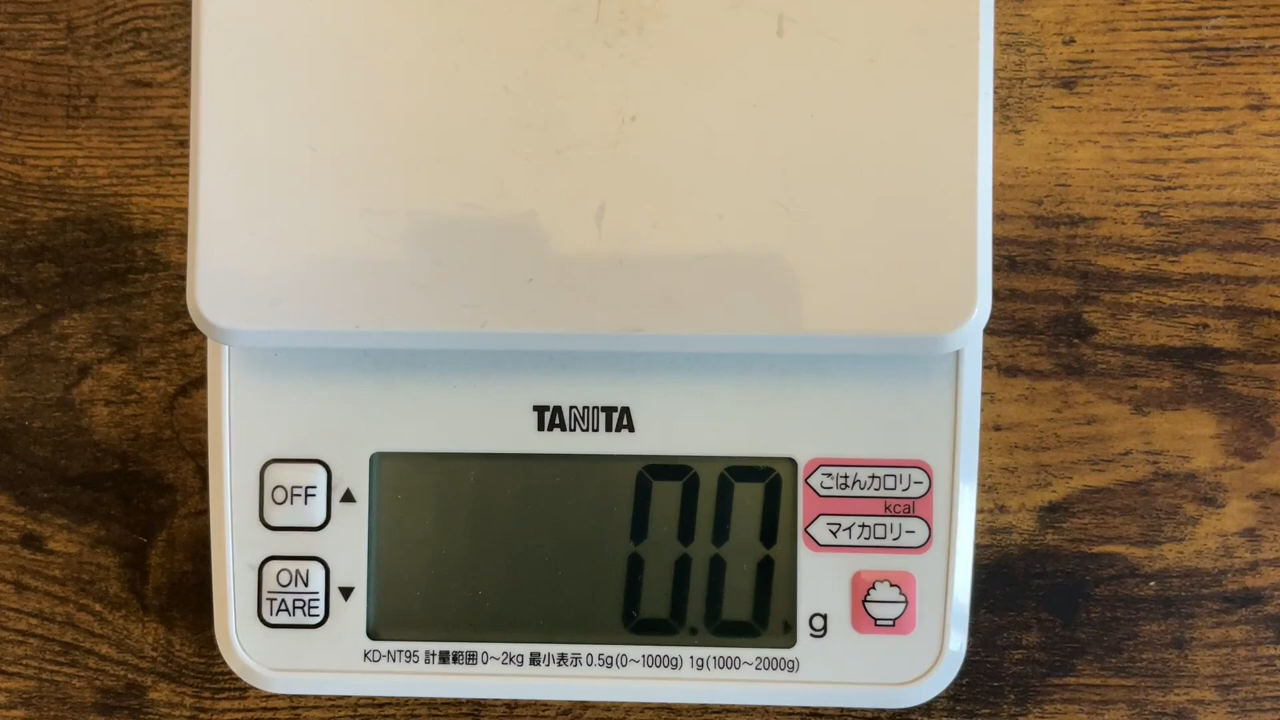 TANITA
OFF ▲
ON
TARE ▼
0.0 g
ごはんカロリー
kcal
マイカロリー
KD-NT95 計量範囲 0～2kg 最小表示 0.5g(0～1000g) 1g(1000～2000g)